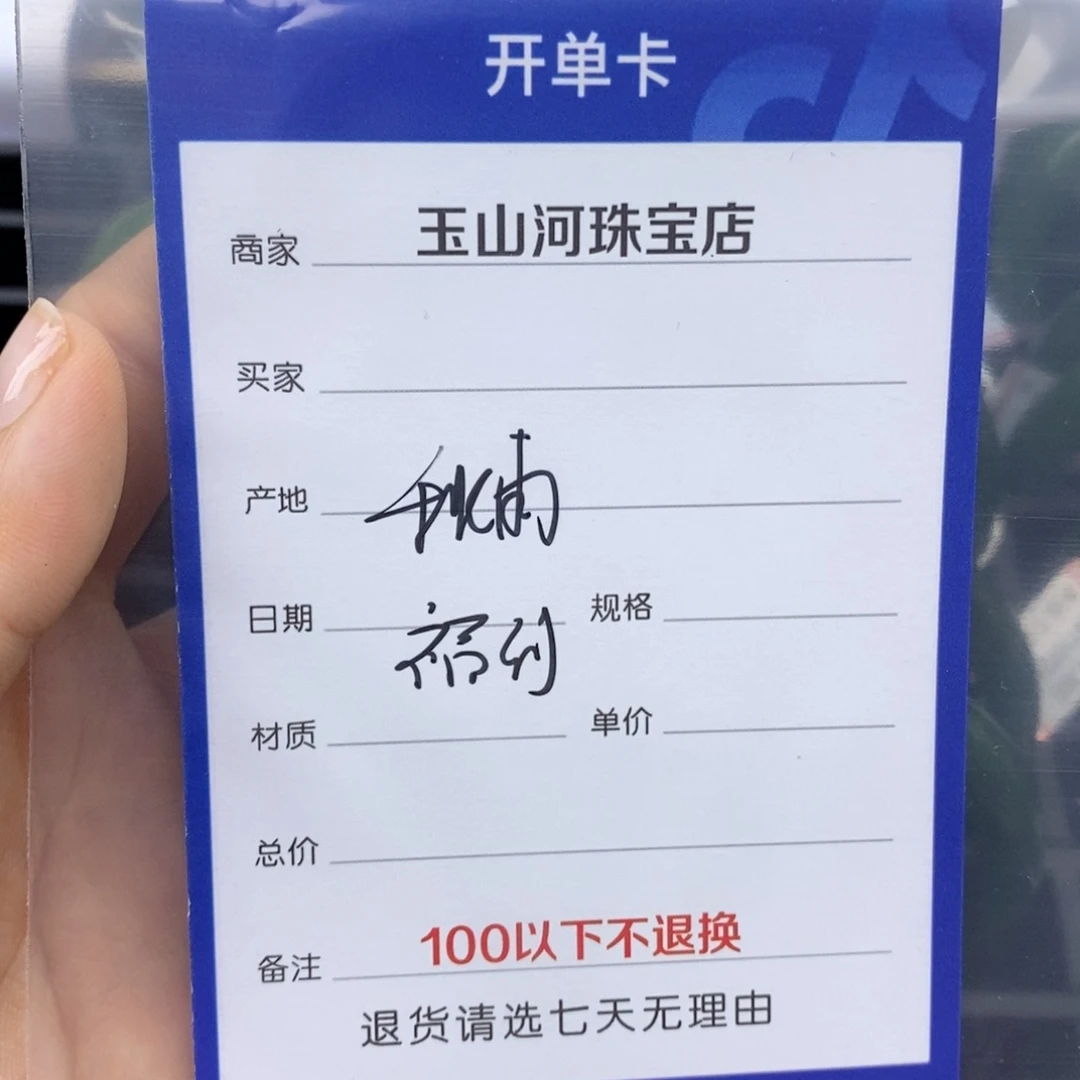 开单卡
商家 玉山河珠宝店
买家
产地
日期 福利 规格
材质 单价
总价
备注 100以下不退换
退货请选七天无理由